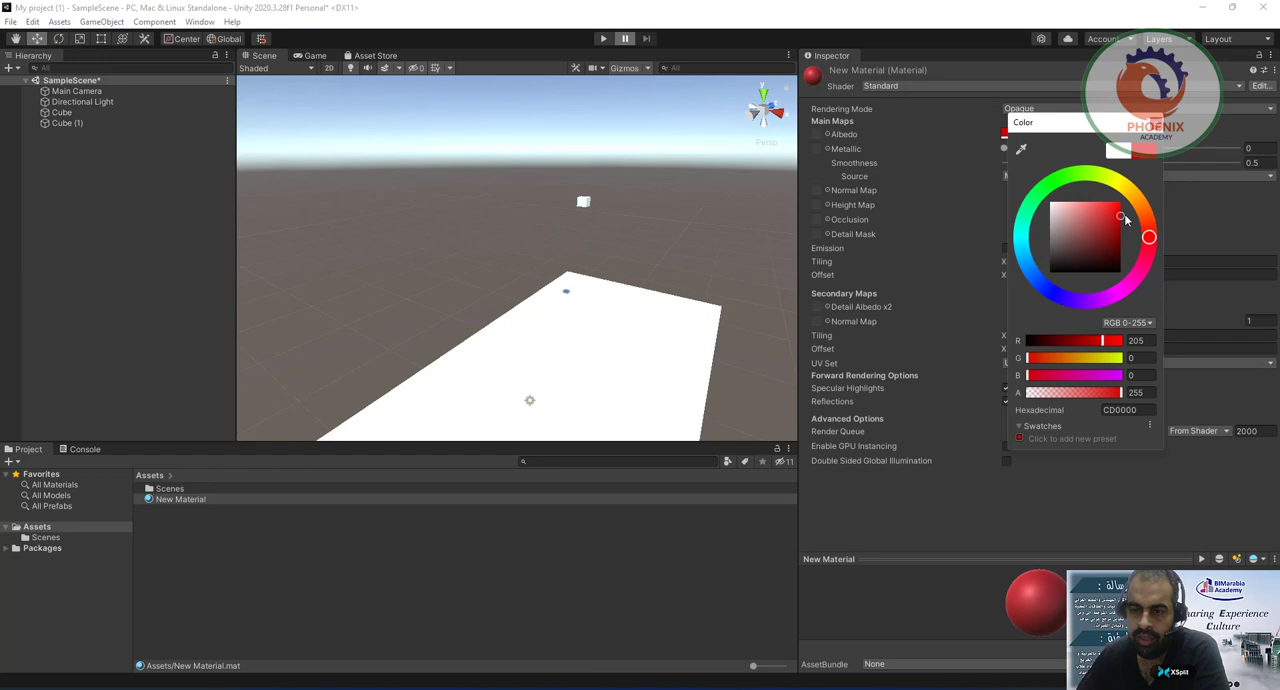 My project (1) - SampleScene - PC, Mac & Linux Standalone - Unity 2020.3.28f1 Personal* <DX11>
File Edit Assets GameObject Component Window Help
Center Global Account Layers Layout
Hierarchy
All
SampleScene*
Main Camera
Directional Light
Cube
Cube (1)
Scene Game Asset Store
Shaded 2D 0 Gizmos All
Persp
Inspector
New Material (Material)
Shader Standard Edit...
Rendering Mode Opaque
Main Maps
Albedo
Metallic 0
Smoothness 0.5
Source
Normal Map
Height Map
Occlusion
Detail Mask
Emission
Tiling X
Offset X
Secondary Maps
Detail Albedo x2
Normal Map 1
Tiling X
Offset X
UV Set
Forward Rendering Options
Specular Highlights
Reflections
Advanced Options
Render Queue From Shader 2000
Enable GPU Instancing
Double Sided Global Illumination
Color
RGB 0-255
R 205
G 0
B 0
A 255
Hexadecimal CD0000
Swatches
Click to add new preset
PHOENIX
ACADEMY
Project Console
11
Favorites
All Materials
All Models
All Prefabs
Assets
Scenes
Packages
Assets >
Scenes
New Material
Assets/New Material.mat
New Material
AssetBundle None
BIMarabia
Academy
haring Experience
Culture
XSplit